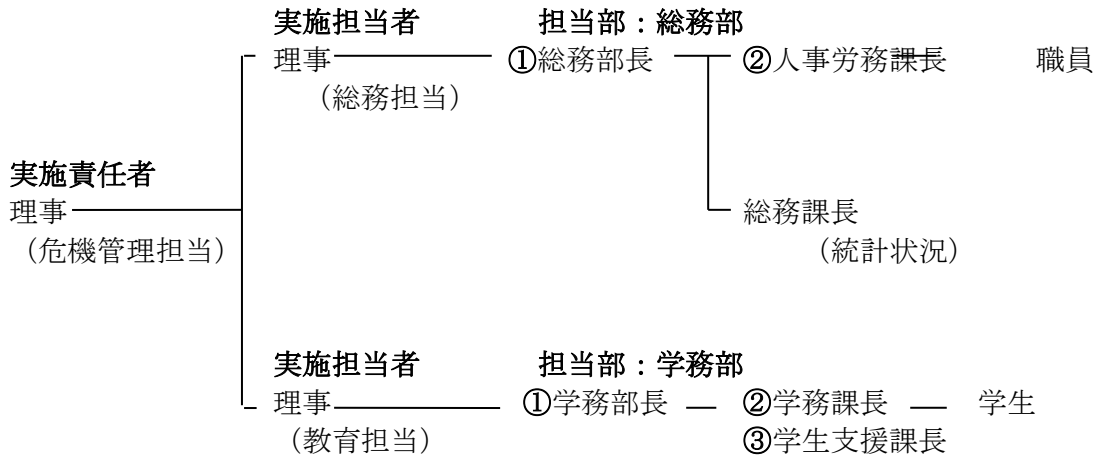 実施担当者 担当部：総務部
理事 ①総務部長 ②人事労務課長 職員
（総務担当）
実施責任者
理事 総務課長
（危機管理担当） （統計状況）
実施担当者 担当部：学務部
理事 ①学務部長 ②学務課長 学生
（教育担当） ③学生支援課長